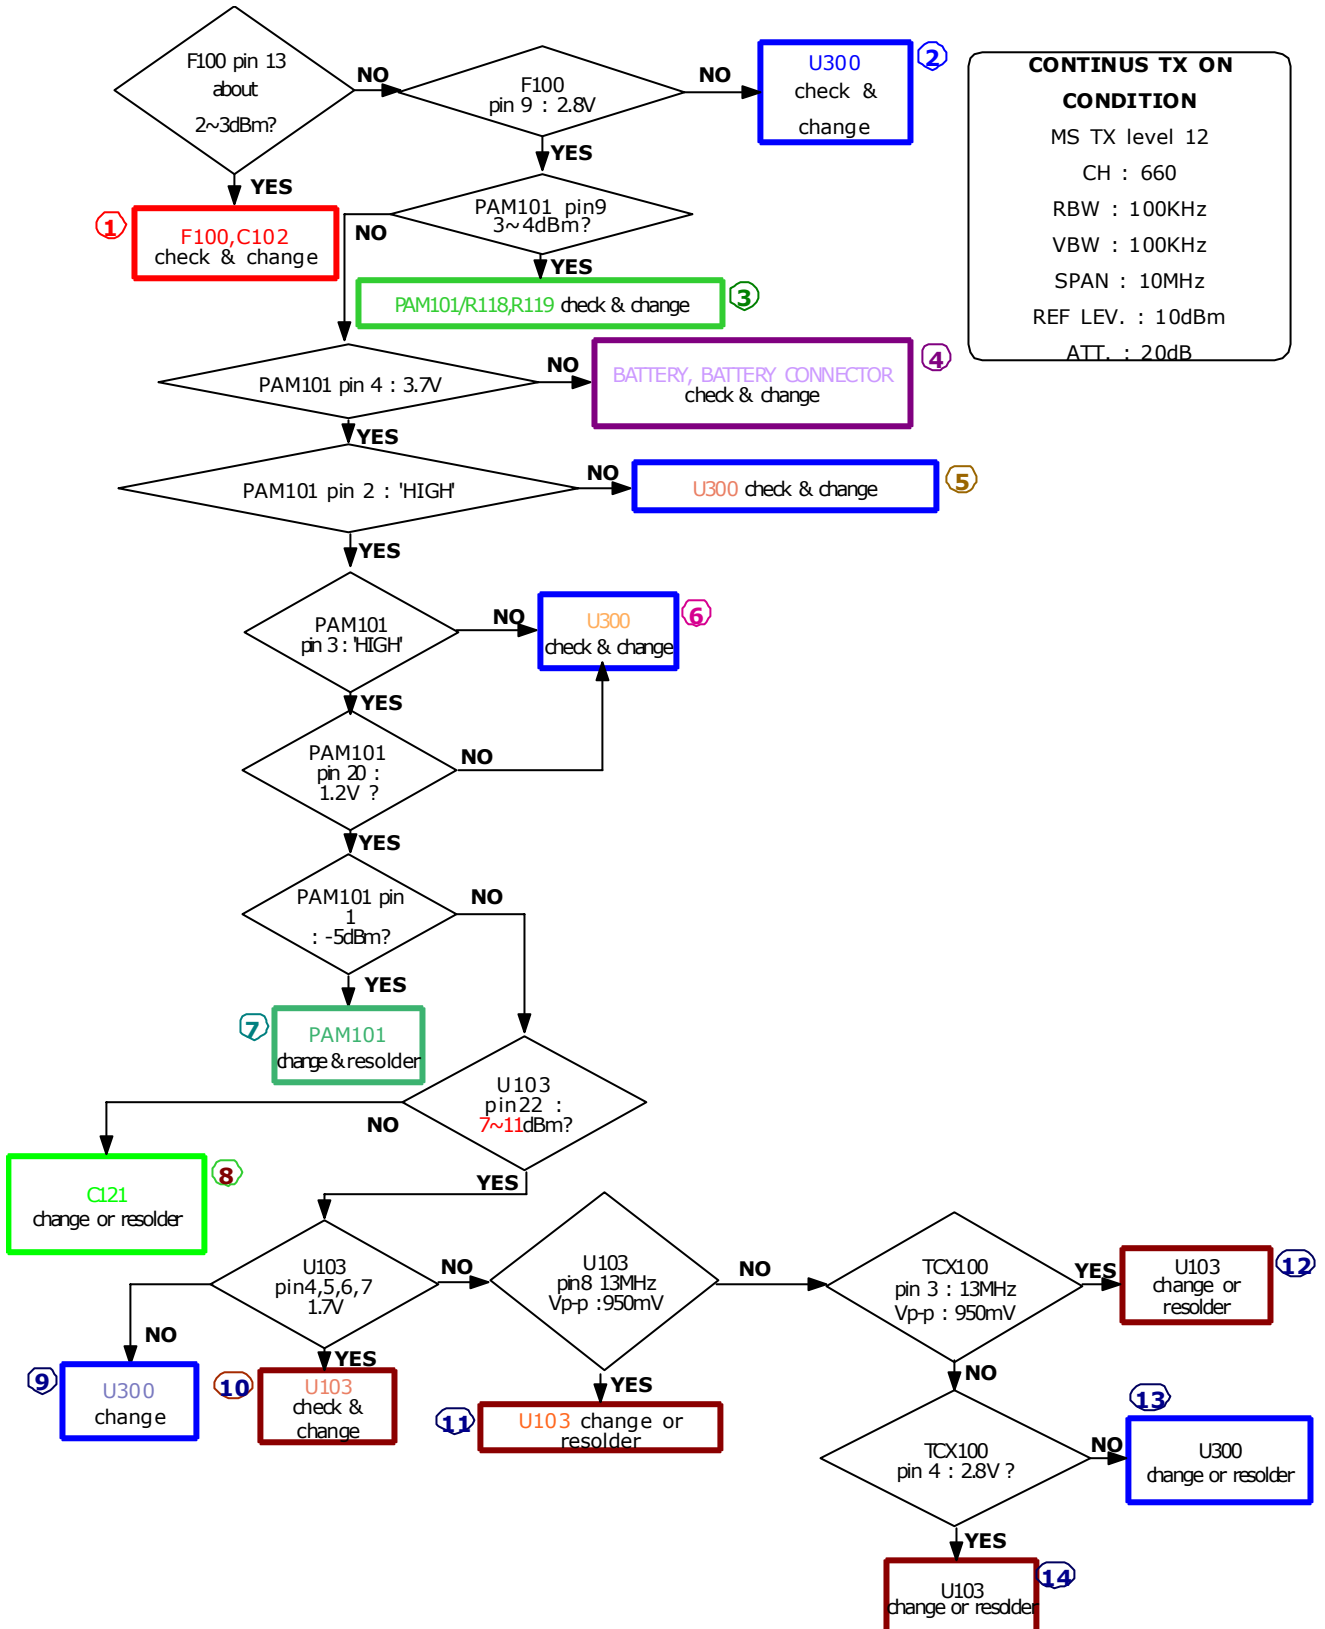 F100 pin 13
about
2~3dBm?
NO
F100
pin 9 : 2.8V
NO
U300
check &
change
2
CONTINUS TX ON
CONDITION
MS TX level 12
CH : 660
RBW : 100KHz
VBW : 100KHz
SPAN : 10MHz
REF LEV. : 10dBm
ATT. : 20dB
YES
YES
1
F100,C102
check & change
PAM101 pin9
3~4dBm?
NO
YES
PAM101/R118,R119 check & change
3
PAM101 pin 4 : 3.7V
NO
BATTERY, BATTERY CONNECTOR
check & change
4
YES
PAM101 pin 2 : 'HIGH'
NO
U300 check & change
5
YES
PAM101
pin 3 : 'HIGH'
NO
U300
check & change
6
YES
PAM101
pin 20 :
1.2V ?
NO
YES
PAM101 pin
1
: -5dBm?
NO
YES
7
PAM101
change & resolder
U103
pin22 :
7~11dBm?
NO
YES
C121
change or resolder
8
U103
pin4,5,6,7
1.7V
NO
U103
pin8 13MHz
Vp-p : 950mV
NO
TCX100
pin 3 : 13MHz
Vp-p : 950mV
YES
U103
change or
resolder
12
NO
YES
9
U300
change
10
U103
check &
change
YES
11
U103 change or
resolder
NO
TCX100
pin 4 : 2.8V ?
NO
13
U300
change or resolder
YES
U103
change or resolder
14